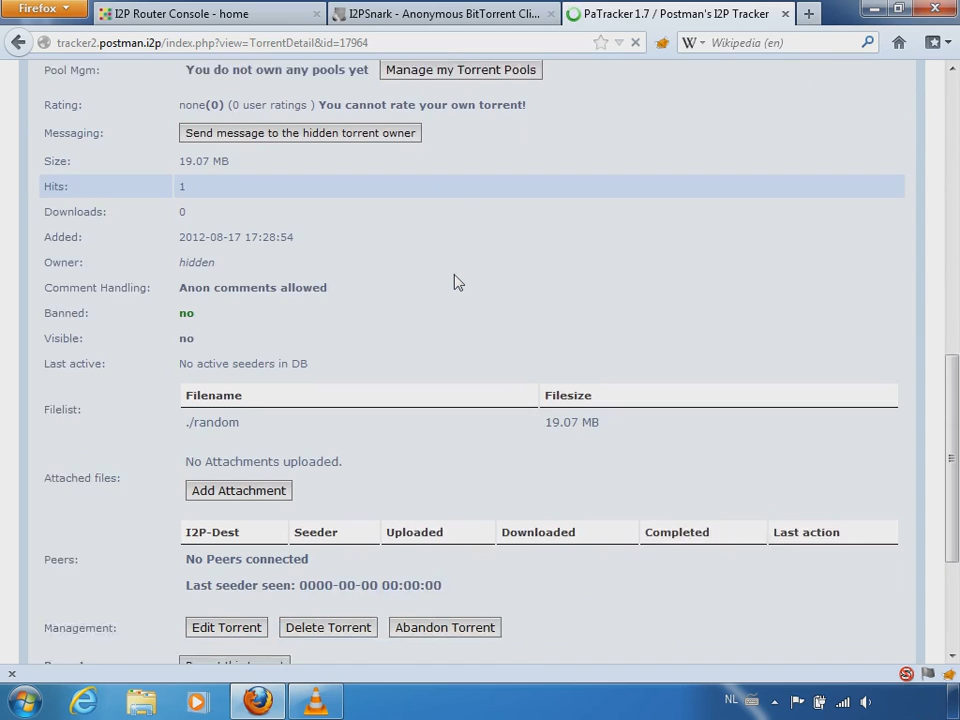 Firefox
I2P Router Console - home
I2PSnark - Anonymous BitTorrent Cli...
PaTracker 1.7 / Postman's I2P Tracker
tracker2.postman.i2p/index.php?view=TorrentDetail&id=17964
W Wikipedia (en)
Pool Mgm: You do not own any pools yet Manage my Torrent Pools
Rating: none(0) (0 user ratings ) You cannot rate your own torrent!
Messaging: Send message to the hidden torrent owner
Size: 19.07 MB
Hits: 1
Downloads: 0
Added: 2012-08-17 17:28:54
Owner: hidden
Comment Handling: Anon comments allowed
Banned: no
Visible: no
Last active: No active seeders in DB
Filename Filesize
Filelist:
./random 19.07 MB
No Attachments uploaded.
Attached files:
Add Attachment
I2P-Dest Seeder Uploaded Downloaded Completed Last action
Peers: No Peers connected
Last seeder seen: 0000-00-00 00:00:00
Management: Edit Torrent Delete Torrent Abandon Torrent
NL